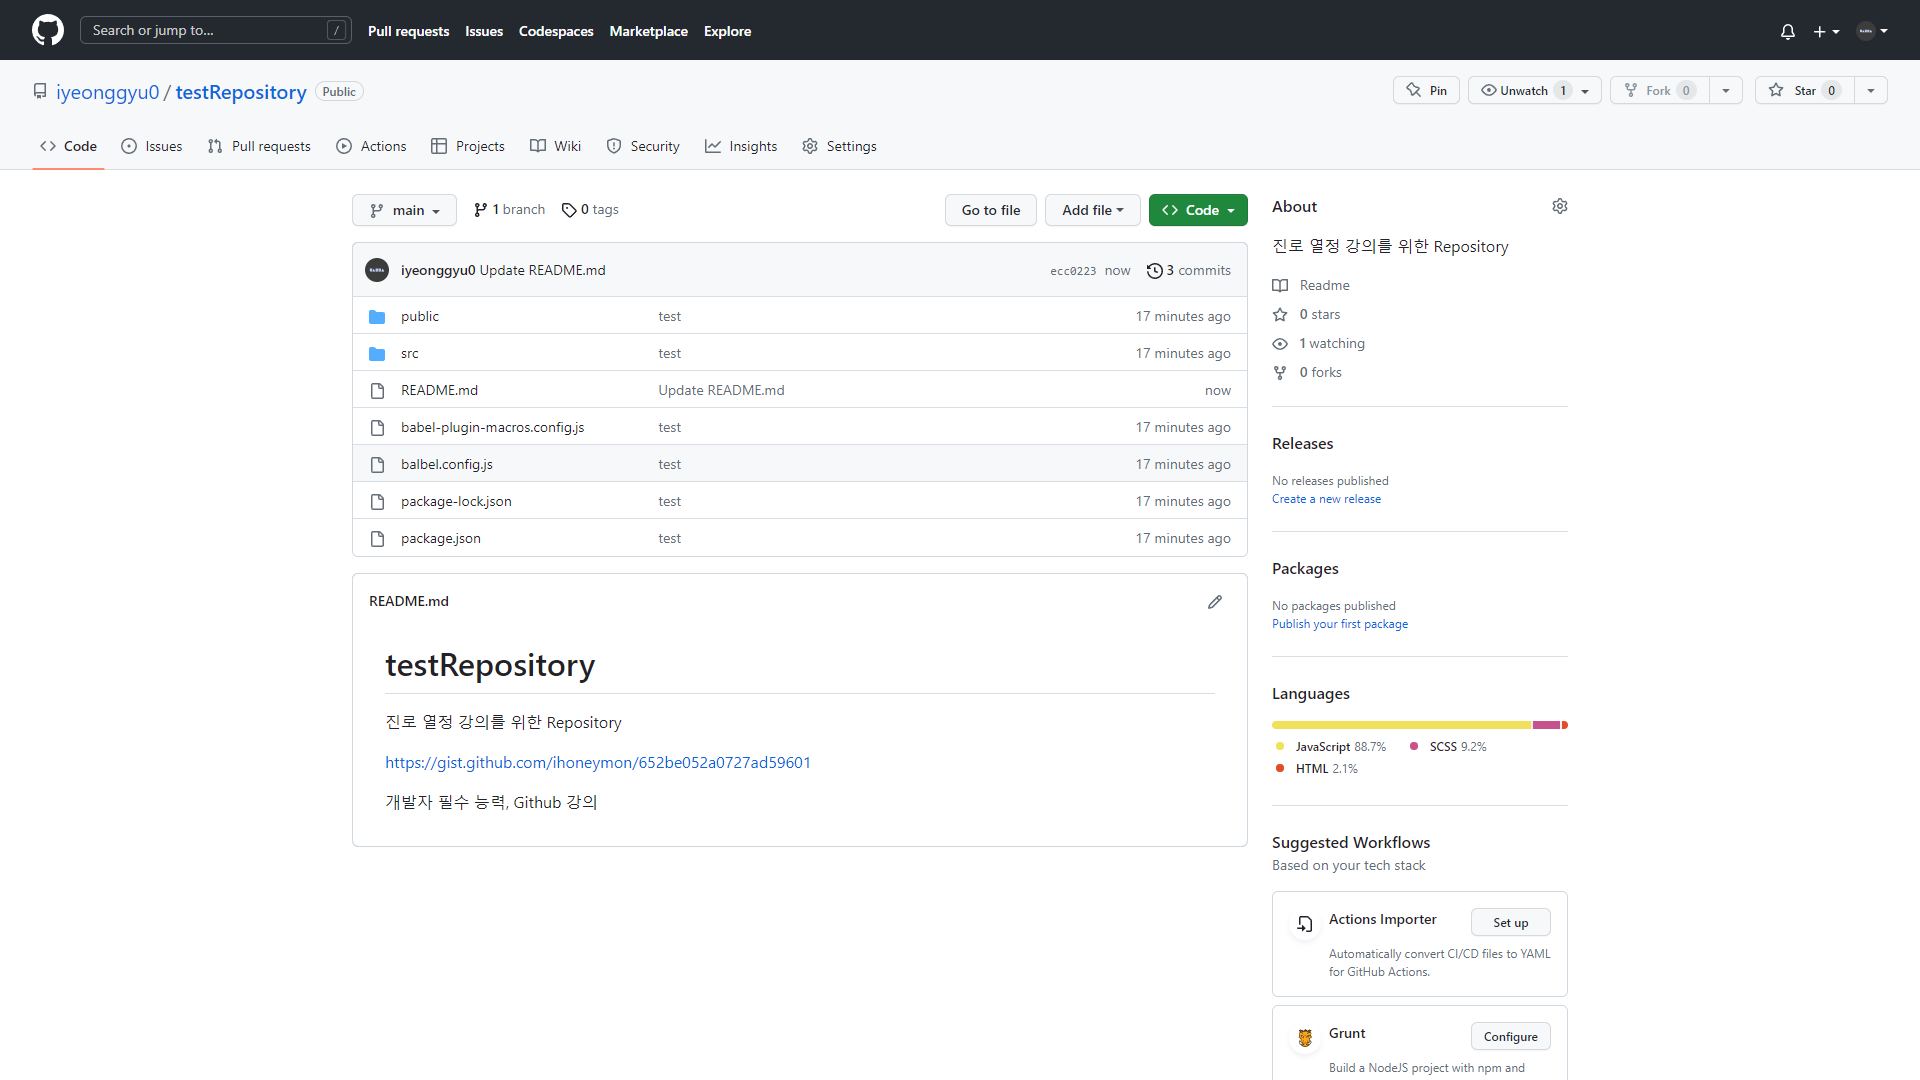 Search or jump to... /
Pull requests Issues Codespaces Marketplace Explore
iyeonggyu0 / testRepository Public
Pin Unwatch 1 Fork 0 Star 0
Code Issues Pull requests Actions Projects Wiki Security Insights Settings
main 1 branch 0 tags Go to file Add file Code
iyeonggyu0 Update README.md ecc0223 now 3 commits
public test 17 minutes ago
src test 17 minutes ago
README.md Update README.md now
babel-plugin-macros.config.js test 17 minutes ago
balbel.config.js test 17 minutes ago
package-lock.json test 17 minutes ago
package.json test 17 minutes ago
README.md
testRepository
진로 열정 강의를 위한 Repository
https://gist.github.com/ihoneymon/652be052a0727ad59601
개발자 필수 능력, Github 강의
About
진로 열정 강의를 위한 Repository
Readme
0 stars
1 watching
0 forks
Releases
No releases published
Create a new release
Packages
No packages published
Publish your first package
Languages
JavaScript 88.7% SCSS 9.2%
HTML 2.1%
Suggested Workflows
Based on your tech stack
Actions Importer Set up
Automatically convert CI/CD files to YAML
for GitHub Actions.
Grunt Configure
Build a NodeJS project with npm and